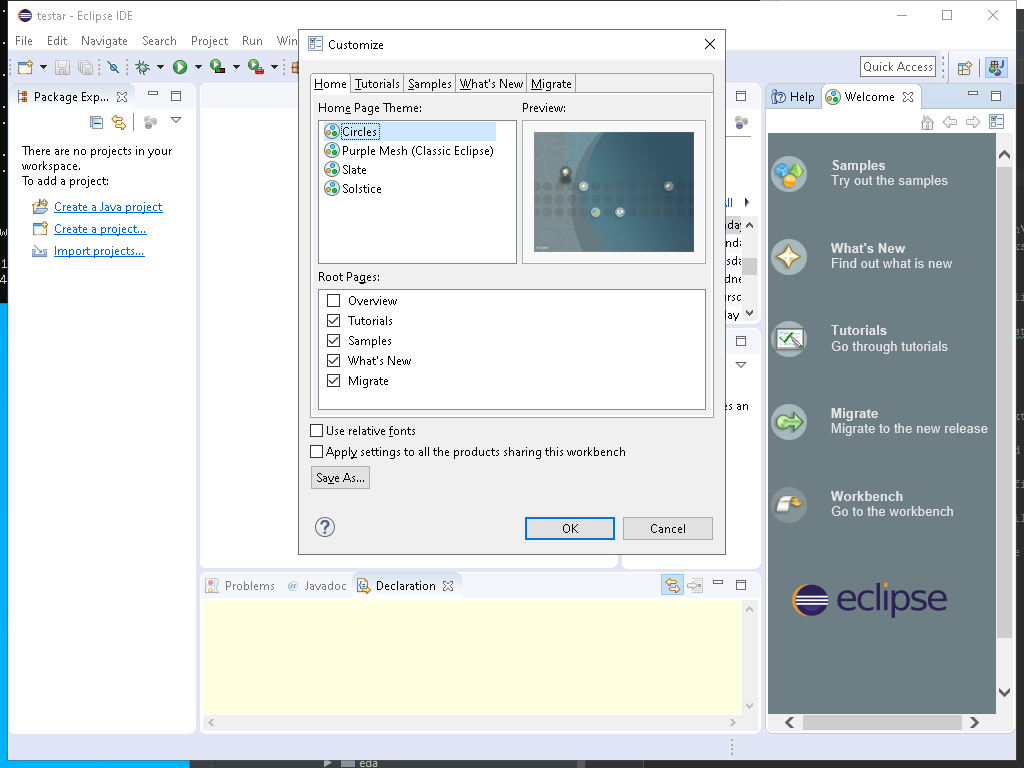 testar - Eclipse IDE
File Edit Navigate Search Project Run Win
Quick Access
Package Exp...
There are no projects in your
workspace.
To add a project:
Create a Java project
Create a project...
Import projects...
Customize
Home Tutorials Samples What's New Migrate
Home Page Theme:
Circles
Purple Mesh (Classic Eclipse)
Slate
Solstice
Preview:
Root Pages:
Overview
Tutorials
Samples
What's New
Migrate
Use relative fonts
Apply settings to all the products sharing this workbench
Save As...
OK
Cancel
Help
Welcome
Samples
Try out the samples
What's New
Find out what is new
Tutorials
Go through tutorials
Migrate
Migrate to the new release
Workbench
Go to the workbench
eclipse
es an
Problems @ Javadoc Declaration
eda